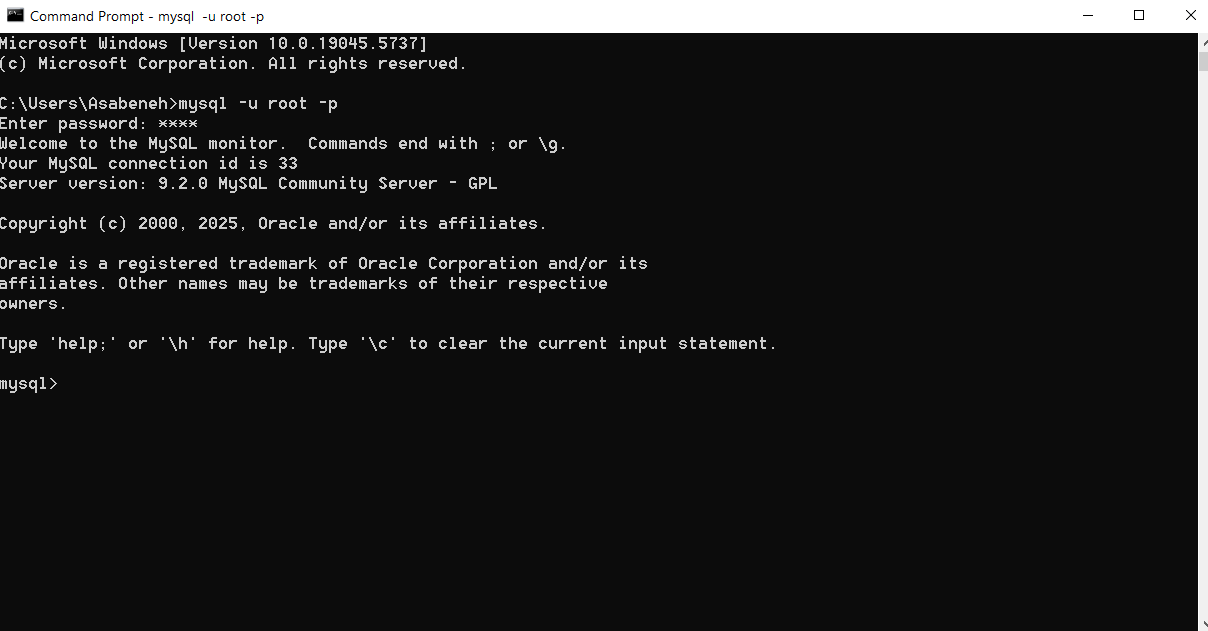 Command Prompt - mysql  -u root -p
Microsoft Windows [Version 10.0.19045.5737]
(c) Microsoft Corporation. All rights reserved.
C:\Users\Asabeneh>mysql -u root -p
Enter password: ****
Welcome to the MySQL monitor.  Commands end with ; or \g.
Your MySQL connection id is 33
Server version: 9.2.0 MySQL Community Server - GPL
Copyright (c) 2000, 2025, Oracle and/or its affiliates.
Oracle is a registered trademark of Oracle Corporation and/or its
affiliates. Other names may be trademarks of their respective
owners.
Type 'help;' or '\h' for help. Type '\c' to clear the current input statement.
mysql>